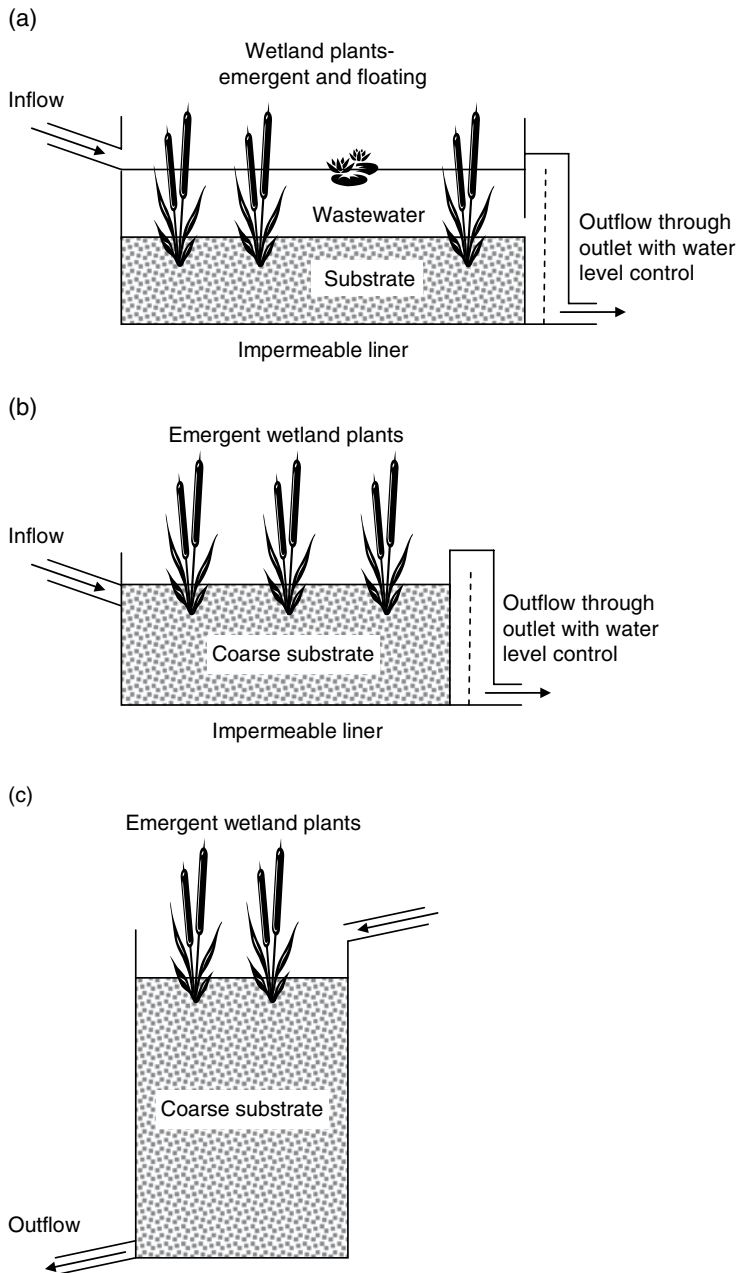 (a)
Wetland plants-
emergent and floating
Inflow
Wastewater
Outflow through
outlet with water
level control
Substrate
Impermeable liner
(b)
Emergent wetland plants
Inflow
Outflow through
outlet with water
level control
Coarse substrate
Impermeable liner
(c)
Emergent wetland plants
Coarse substrate
Outflow